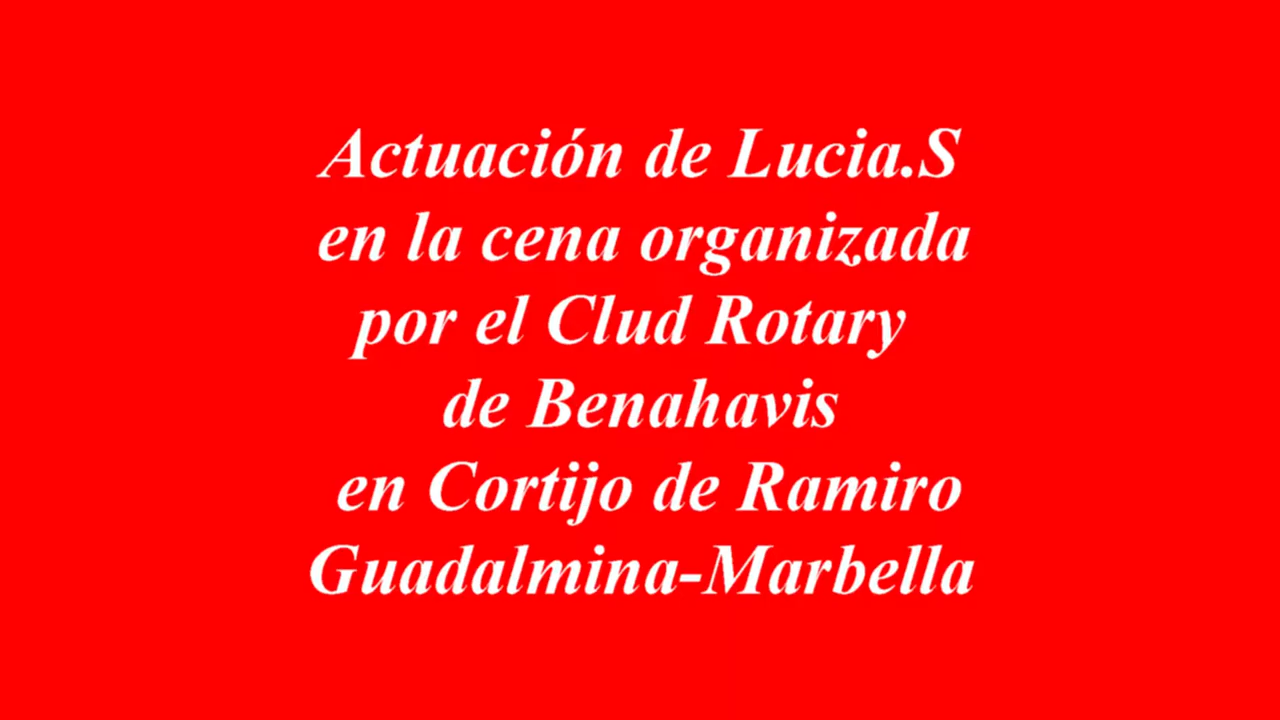 Actuación de Lucia.S
en la cena organizada
por el Clud Rotary
de Benahavis
en Cortijo de Ramiro
Guadalmina-Marbella